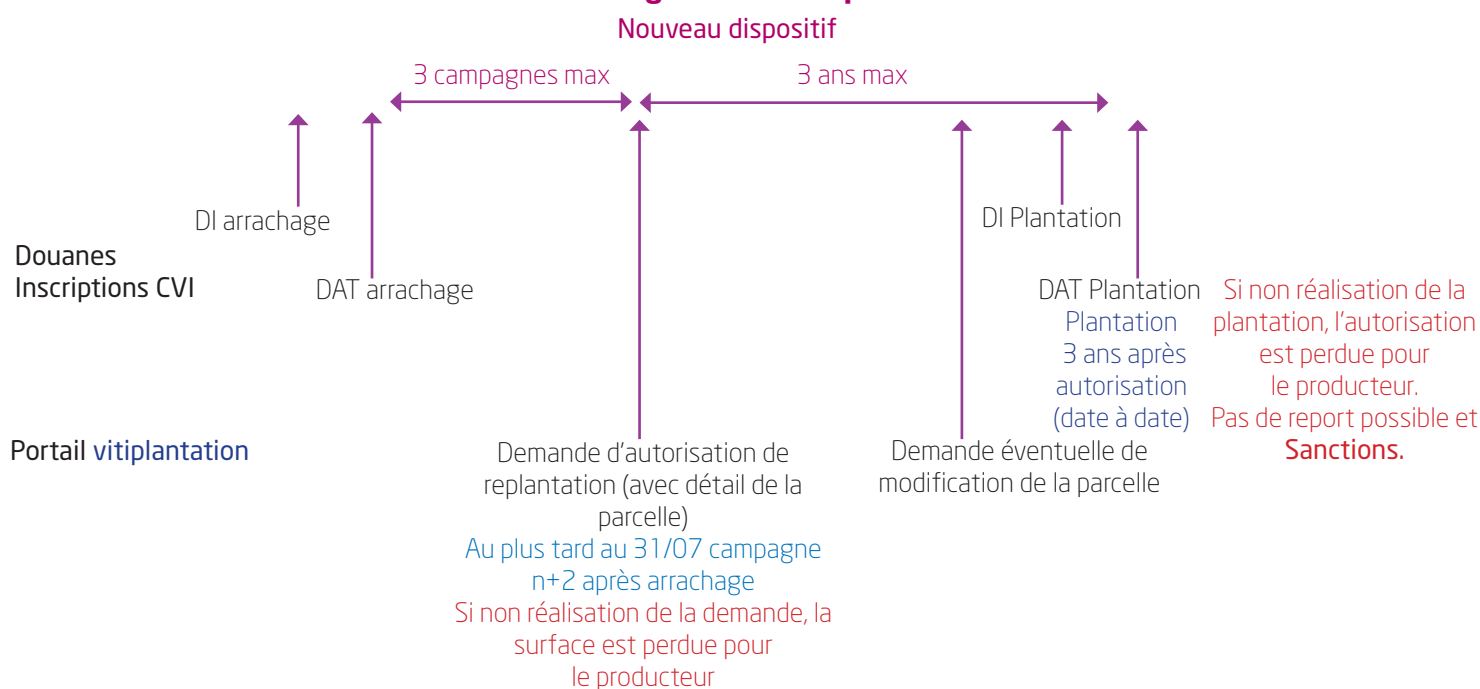 Nouveau dispositif
3 campagnes max
3 ans max
DI arrachage
DI Plantation
Douanes
Inscriptions CVI
DAT arrachage
DAT Plantation
Plantation
3 ans après
autorisation
(date à date)
Si non réalisation de la
plantation, l'autorisation
est perdue pour
le producteur.
Pas de report possible et
Sanctions.
Portail vitiplantation
Demande d'autorisation de
replantation (avec détail de la
parcelle)
Au plus tard au 31/07 campagne
n+2 après arrachage
Si non réalisation de la demande, la
surface est perdue pour
le producteur
Demande éventuelle de
modification de la parcelle